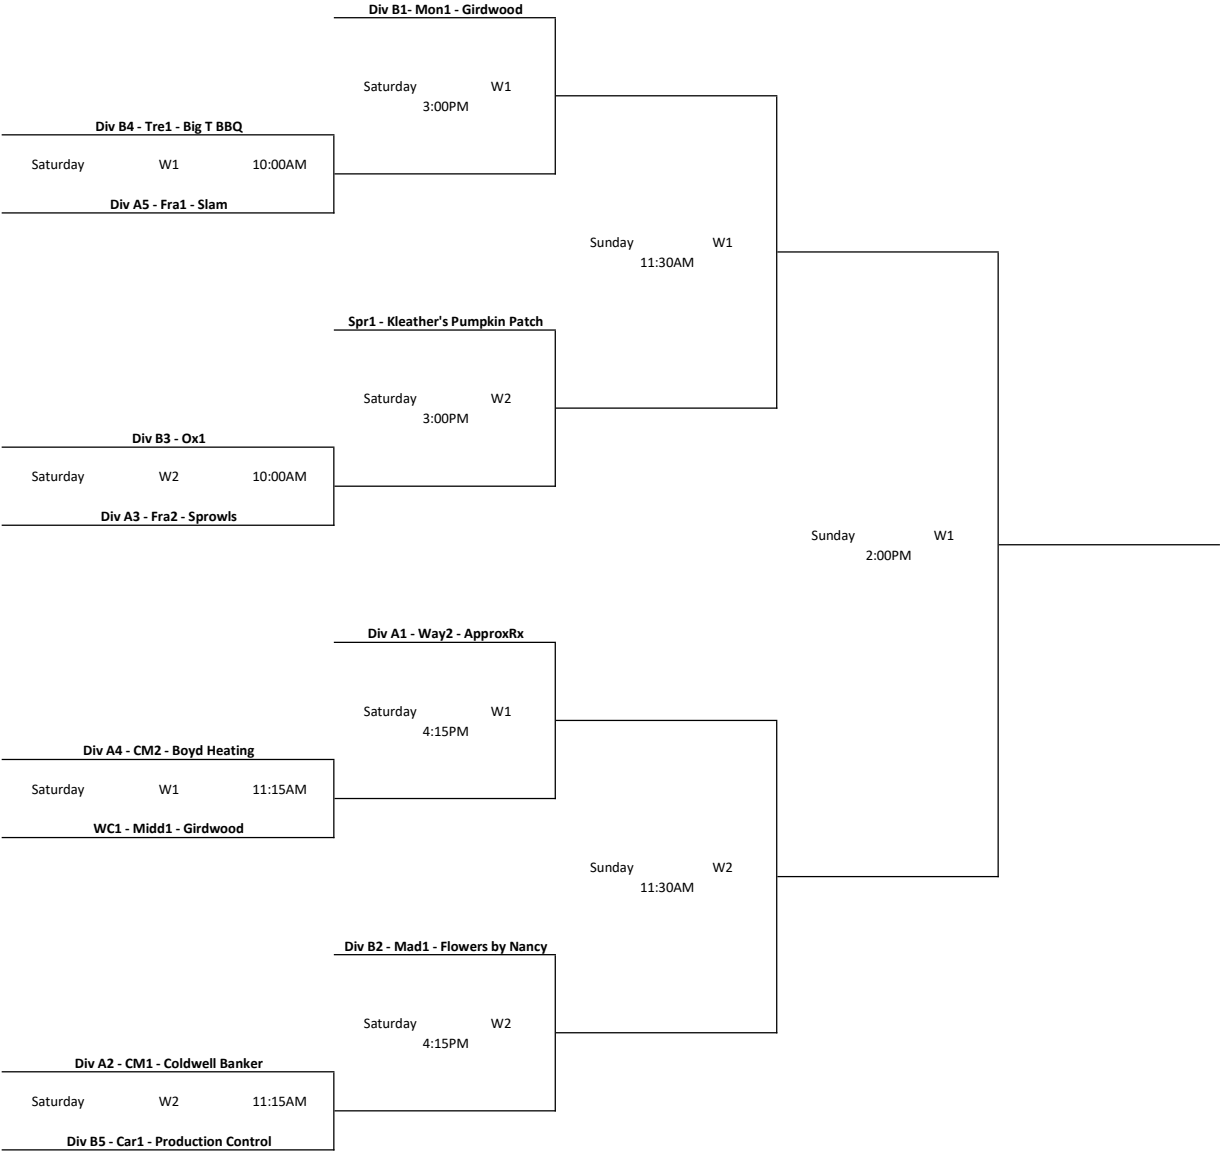 Div B1- Mon1 - Girdwood
Saturday W1
3:00PM
Div B4 - Tre1 - Big T BBQ
Saturday W1 10:00AM
Div A5 - Fra1 - Slam
Sunday W1
11:30AM
Spr1 - Kleather's Pumpkin Patch
Saturday W2
3:00PM
Div B3 - Ox1
Saturday W2 10:00AM
Div A3 - Fra2 - Sprowls
Sunday W1
2:00PM
Div A1 - Way2 - ApproxRx
Saturday W1
4:15PM
Div A4 - CM2 - Boyd Heating
Saturday W1 11:15AM
WC1 - Midd1 - Girdwood
Sunday W2
11:30AM
Div B2 - Mad1 - Flowers by Nancy
Saturday W2
4:15PM
Div A2 - CM1 - Coldwell Banker
Saturday W2 11:15AM
Div B5 - Car1 - Production Control